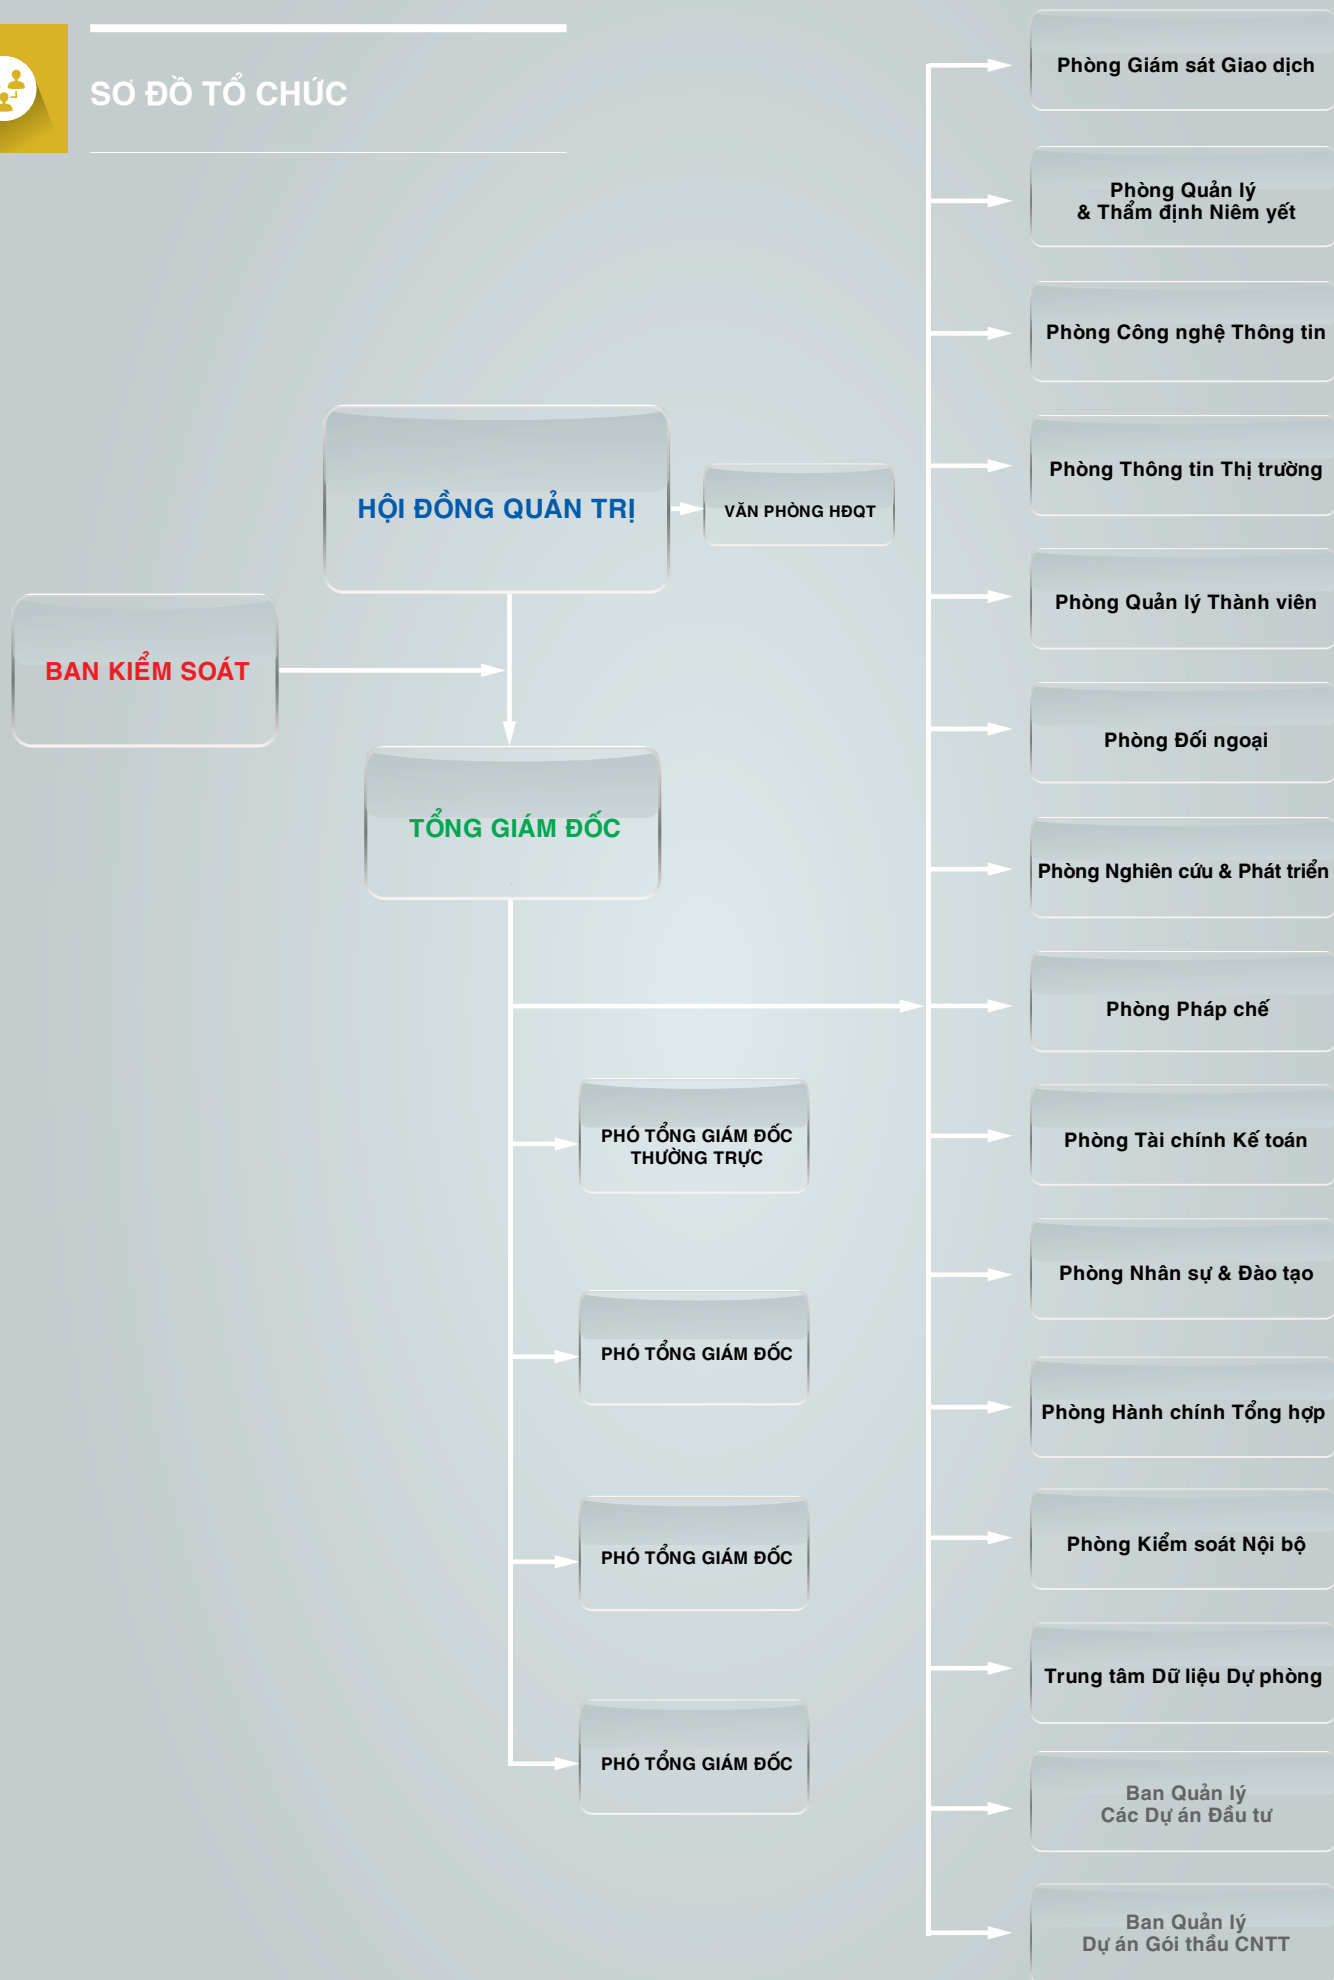 SƠ ĐỒ TỔ CHỨC
HỘI ĐỒNG QUẢN TRỊ
VĂN PHÒNG HĐQT
BAN KIỂM SOÁT
TỔNG GIÁM ĐỐC
PHÓ TỔNG GIÁM ĐỐC
THƯỜNG TRỰC
PHÓ TỔNG GIÁM ĐỐC
PHÓ TỔNG GIÁM ĐỐC
PHÓ TỔNG GIÁM ĐỐC
Phòng Giám sát Giao dịch
Phòng Quản lý
& Thẩm định Niêm yết
Phòng Công nghệ Thông tin
Phòng Thông tin Thị trường
Phòng Quản lý Thành viên
Phòng Đối ngoại
Phòng Nghiên cứu & Phát triển
Phòng Pháp chế
Phòng Tài chính Kế toán
Phòng Nhân sự & Đào tạo
Phòng Hành chính Tổng hợp
Phòng Kiểm soát Nội bộ
Trung tâm Dữ liệu Dự phòng
Ban Quản lý
Các Dự án Đầu tư
Ban Quản lý
Dự án Gói thầu CNTT